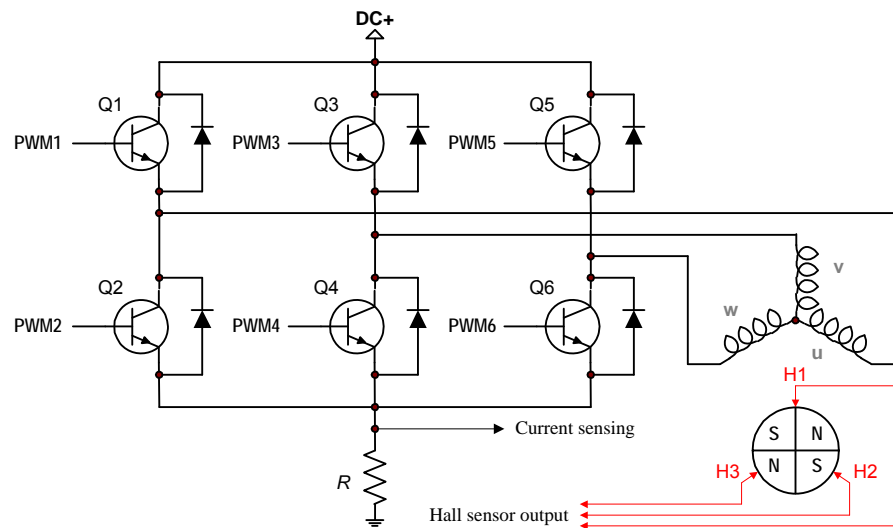 DC+
Q1
Q3
Q5
PWM1
PWM3
PWM5
v
Q2
Q4
Q6
w
PWM2
PWM4
PWM6
u
H1
S N
N S
H3
H2
Current sensing
R
Hall sensor output